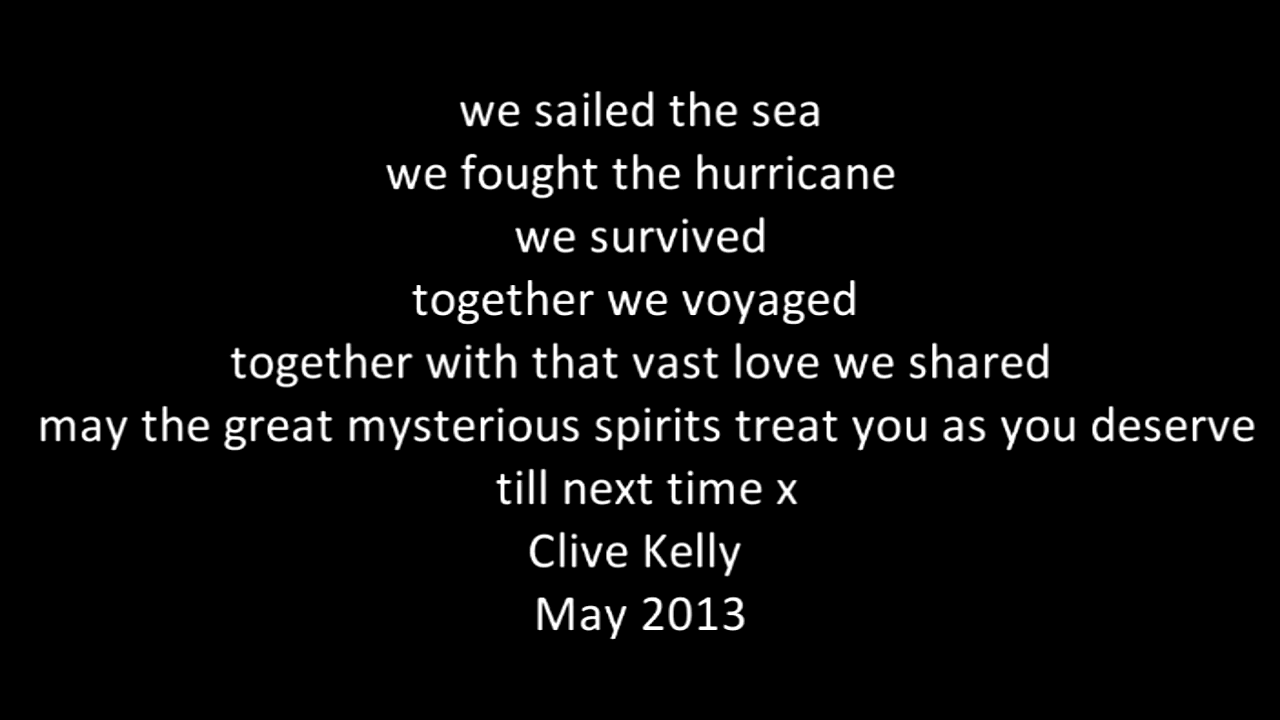 we sailed the sea
we fought the hurricane
we survived
together we voyaged
together with that vast love we shared
may the great mysterious spirits treat you as you deserve
till next time x
Clive Kelly
May 2013